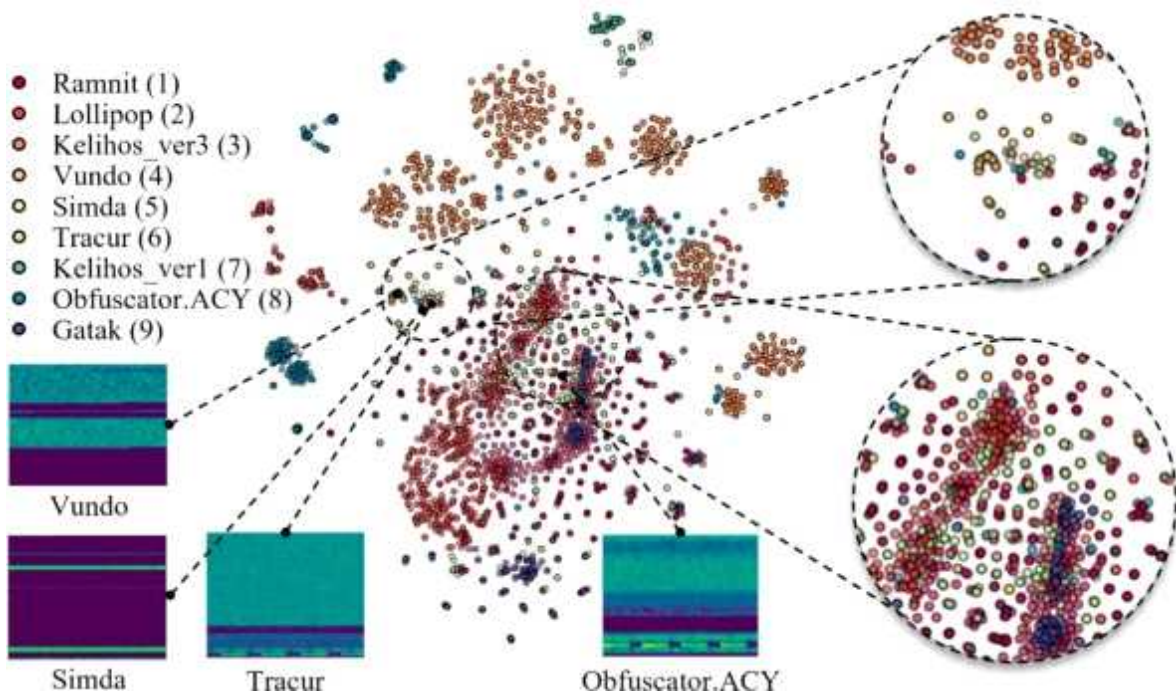 Ramnit (1)
Lollipop (2)
Kelihos_ver3 (3)
Vundo (4)
Simda (5)
Tracur (6)
Kelihos_ver1 (7)
Obfuscator.ACY (8)
Gatak (9)
Vundo
Simda
Tracur
Obfuscator.ACY